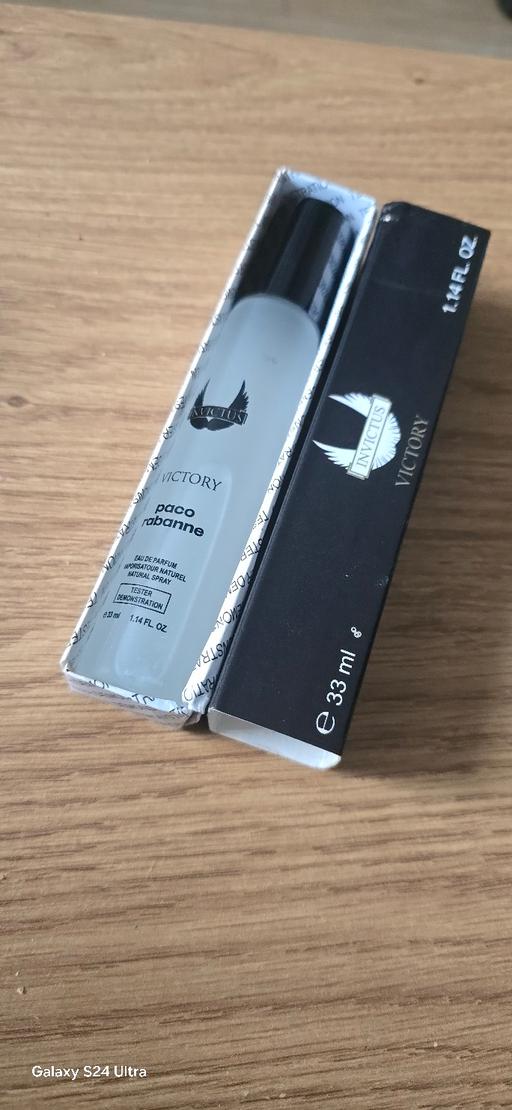 INVICTUS
VICTORY
paco
rabanne
EAU DE PARFUM
VAPORISATEUR NATUREL
NATURAL SPRAY
TESTER
DEMONSTRATION
e 33 ml 1.14 FL. OZ.
1.14 FL. OZ.
INVICTUS
VICTORY
e 33 ml
Galaxy S24 Ultra